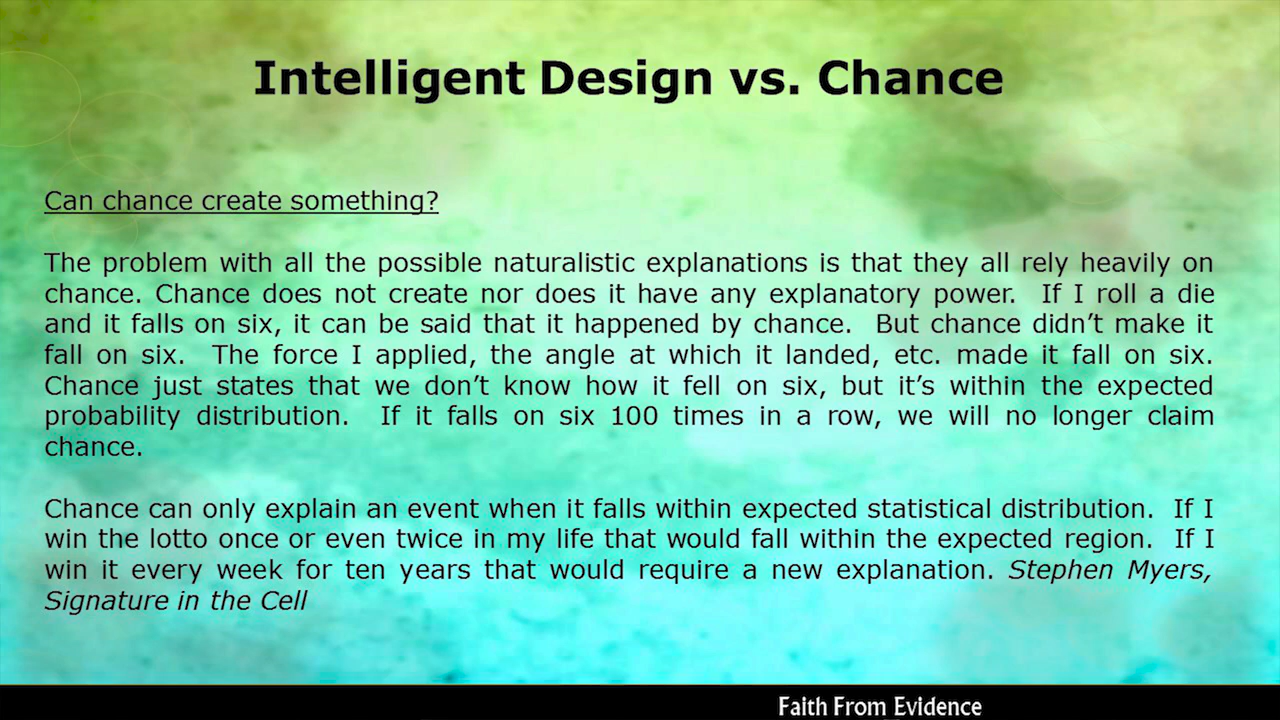 Intelligent Design vs. Chance
Can chance create something?
The problem with all the possible naturalistic explanations is that they all rely heavily on
chance. Chance does not create nor does it have any explanatory power. If I roll a die
and it falls on six, it can be said that it happened by chance. But chance didn’t make it
fall on six. The force I applied, the angle at which it landed, etc. made it fall on six.
Chance just states that we don’t know how it fell on six, but it’s within the expected
probability distribution. If it falls on six 100 times in a row, we will no longer claim
chance.
Chance can only explain an event when it falls within expected statistical distribution. If I
win the lotto once or even twice in my life that would fall within the expected region. If I
win it every week for ten years that would require a new explanation. Stephen Myers,
Signature in the Cell
Faith From Evidence